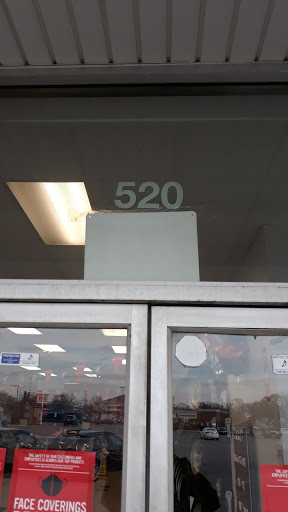 520
THE SAFETY OF OUR CUSTOMERS AND
EMPLOYEES IS ALWAYS OUR TOP PRIORITY.
FACE COVERINGS